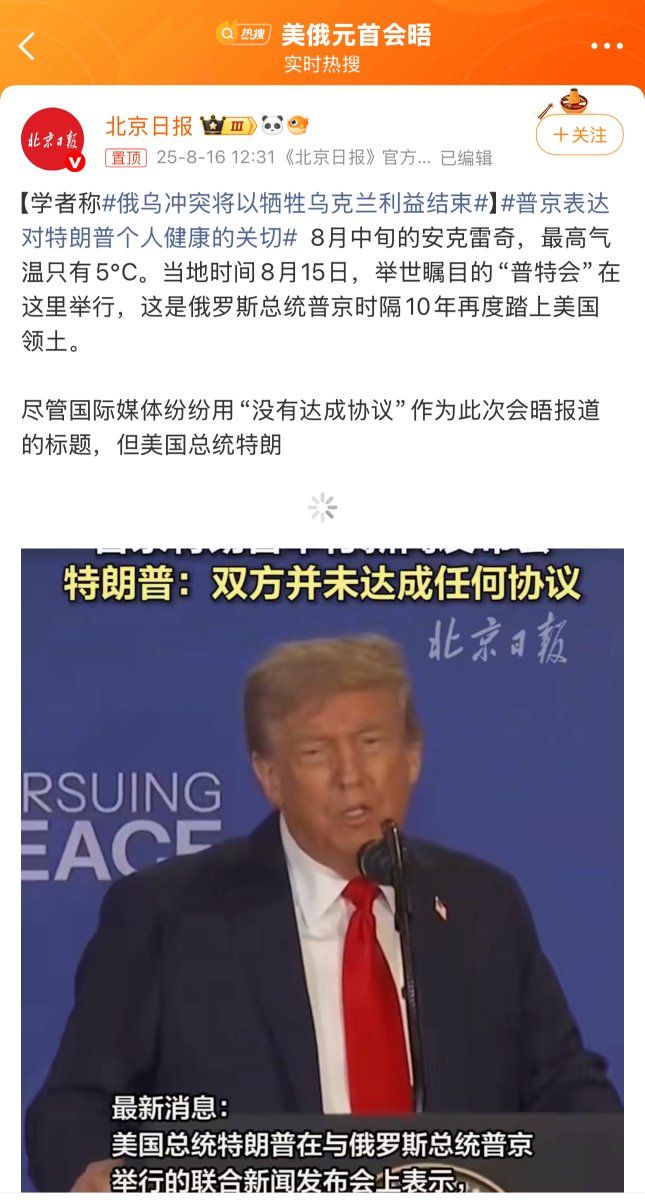 热搜 美俄元首会晤
实时热搜
北京日报
北京日报 III
置顶 25-8-16 12:31《北京日报》官方... 已编辑
+关注
【学者称#俄乌冲突将以牺牲乌克兰利益结束#】#普京表达
对特朗普个人健康的关切# 8月中旬的安克雷奇，最高气
温只有5°C。当地时间8月15日，举世瞩目的“普特会”在
这里举行，这是俄罗斯总统普京时隔10年再度踏上美国
领土。
尽管国际媒体纷纷用“没有达成协议”作为此次会晤报道
的标题，但美国总统特朗
特朗普：双方并未达成任何协议
北京日报
RSUING
EACE
最新消息：
美国总统特朗普在与俄罗斯总统普京
举行的联合新闻发布会上表示，